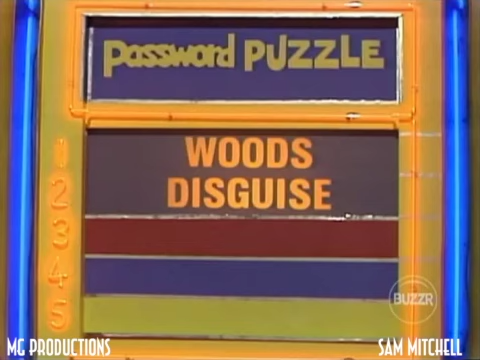 password PUZZLE
WOODS
1
2
DISGUISE
3
4
5
BUZZR
MG PRODUCTIONS
SAM MITCHELL